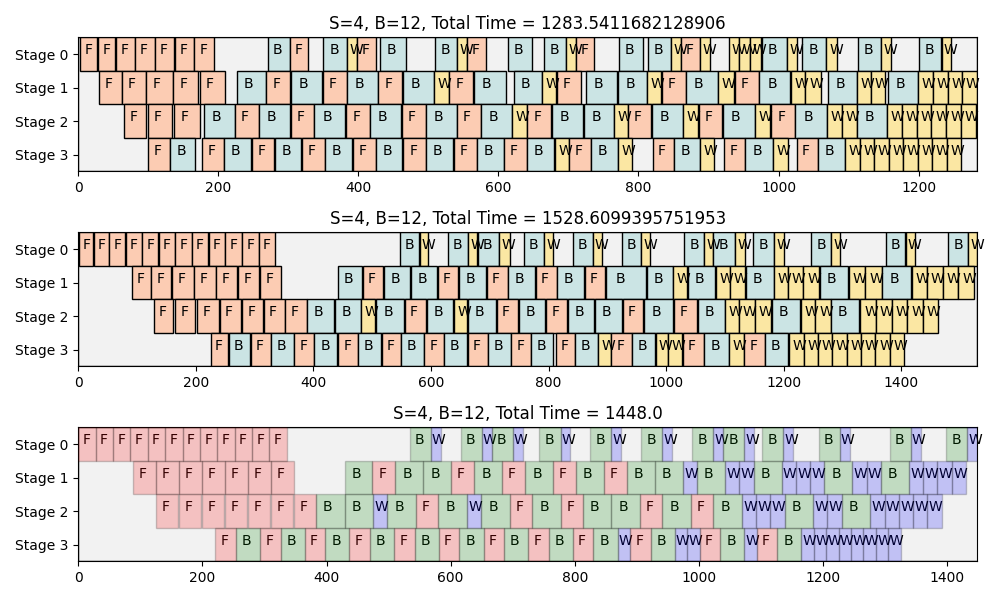 S=4, B=12, Total Time = 1283.5411682128906
Stage 0 F F F F F F F B F B W F B B W F B B W F B B W F W W W W B W B W B W B W
Stage 1 F F F F F B F B F B F B W F B B W F B B W F B W F B W W B W W B W W W W
Stage 2 F F F B F B F B F B F B F B W F B B W F B W F B W F B W W B W W W W W W
Stage 3 F B F B F B F B F B F B F B F B W F B W F B W F B W F B W W W W W W W W
0 200 400 600 800 1000 1200
S=4, B=12, Total Time = 1528.6099395751953
Stage 0 F F F F F F F F F F F F B W B W B W B W B W B W B W B W B W B W B W B W
Stage 1 F F F F F F F B F B B F B F B F B F B B W B W W B W W W B W W B W W W W
Stage 2 F F F F F F F B B W B F B W B F B F B B F B F B W W W B W W B W W W W W
Stage 3 F B F B F B F B F B F B F B F B F B W F B W W F B W F B W W W W W W W W
0 200 400 600 800 1000 1200 1400
S=4, B=12, Total Time = 1448.0
Stage 0 F F F F F F F F F F F F B W B W B W B W B W B W B W B W B W B W B W B W
Stage 1 F F F F F F F B F B B F B F B F B F B B W B W W B W W W B W W B W W W W
Stage 2 F F F F F F F B B W B F B W B F B F B B F B F B W W W B W W B W W W W W
Stage 3 F B F B F B F B F B F B F B F B F B W F B W W F B W F B W W W W W W W W
0 200 400 600 800 1000 1200 1400